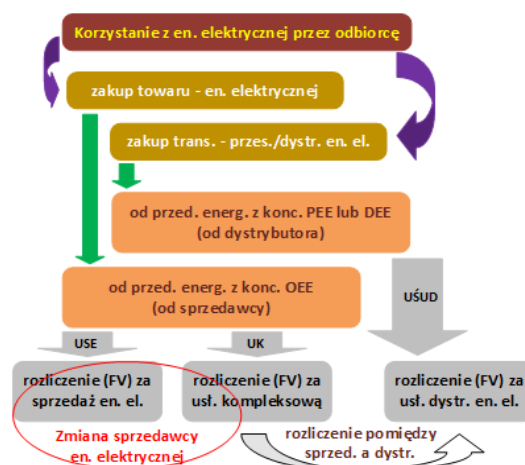 Korzystanie z en. elektrycznej przez odbiorcę
zakup towaru - en. elektrycznej
zakup trans. - przes./dystr. en. el.
od przed. energ. z konc. PEE lub DEE
(od dystrybutora)
od przed. energ. z konc. OEE
(od sprzedawcy)
UŚUD
USE
UK
rozliczenie (FV) za
sprzedaż en. el.
rozliczenie (FV) za
usł. kompleksową
rozliczenie (FV) za
usł. dystr. en. el.
Zmiana sprzedawcy
en. elektrycznej
rozliczenie pomiędzy
sprzed. a dystr.